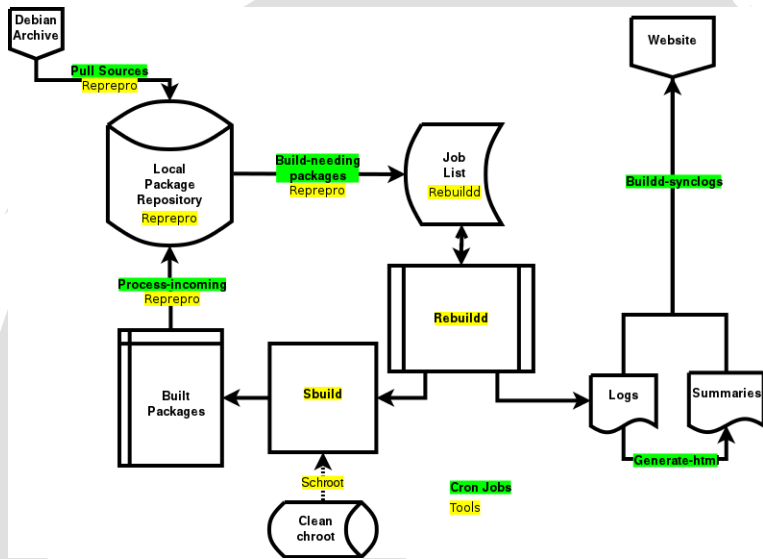 Debian
Archive
Pull Sources
Reprepro
Local
Package
Repository
Reprepro
Build-needing
packages
Reprepro
Job
List
Rebuildd
Website
Buildd-synclogs
Process-incoming
Reprepro
Rebuildd
Built
Packages
Sbuild
Logs
Summaries
Generate-html
Schroot
Clean
chroot
Cron Jobs
Tools